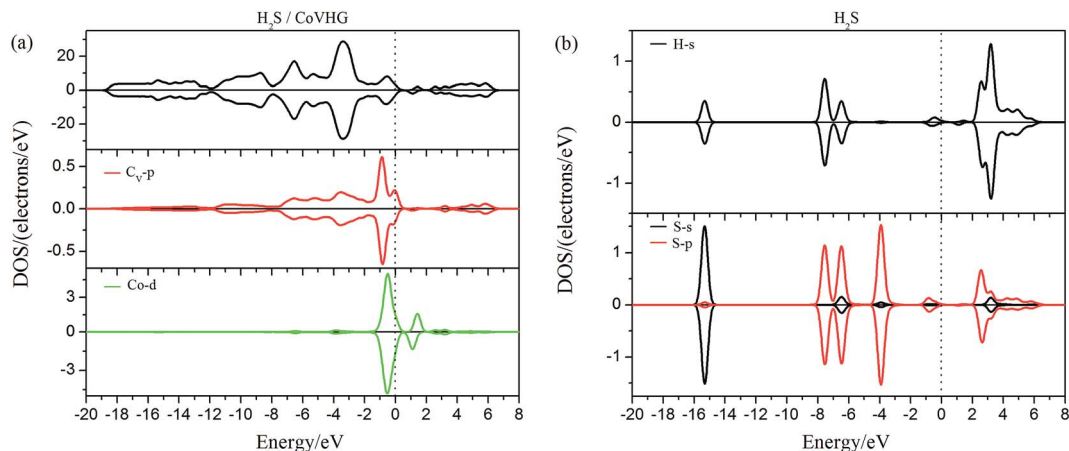 H₂S / CoVHG
(a)
20
10
0
-10
-20
C_V-p
0.5
0.0
-0.5
Co-d
3
0
-3
DOS/(electrons/eV)
-20 -18 -16 -14 -12 -10 -8 -6 -4 -2 0 2 4 6 8
Energy/eV
H₂S
(b)
H-s
1
0
-1
S-s
S-p
1
0
-1
DOS/(electrons/eV)
-20 -18 -16 -14 -12 -10 -8 -6 -4 -2 0 2 4 6 8
Energy/eV